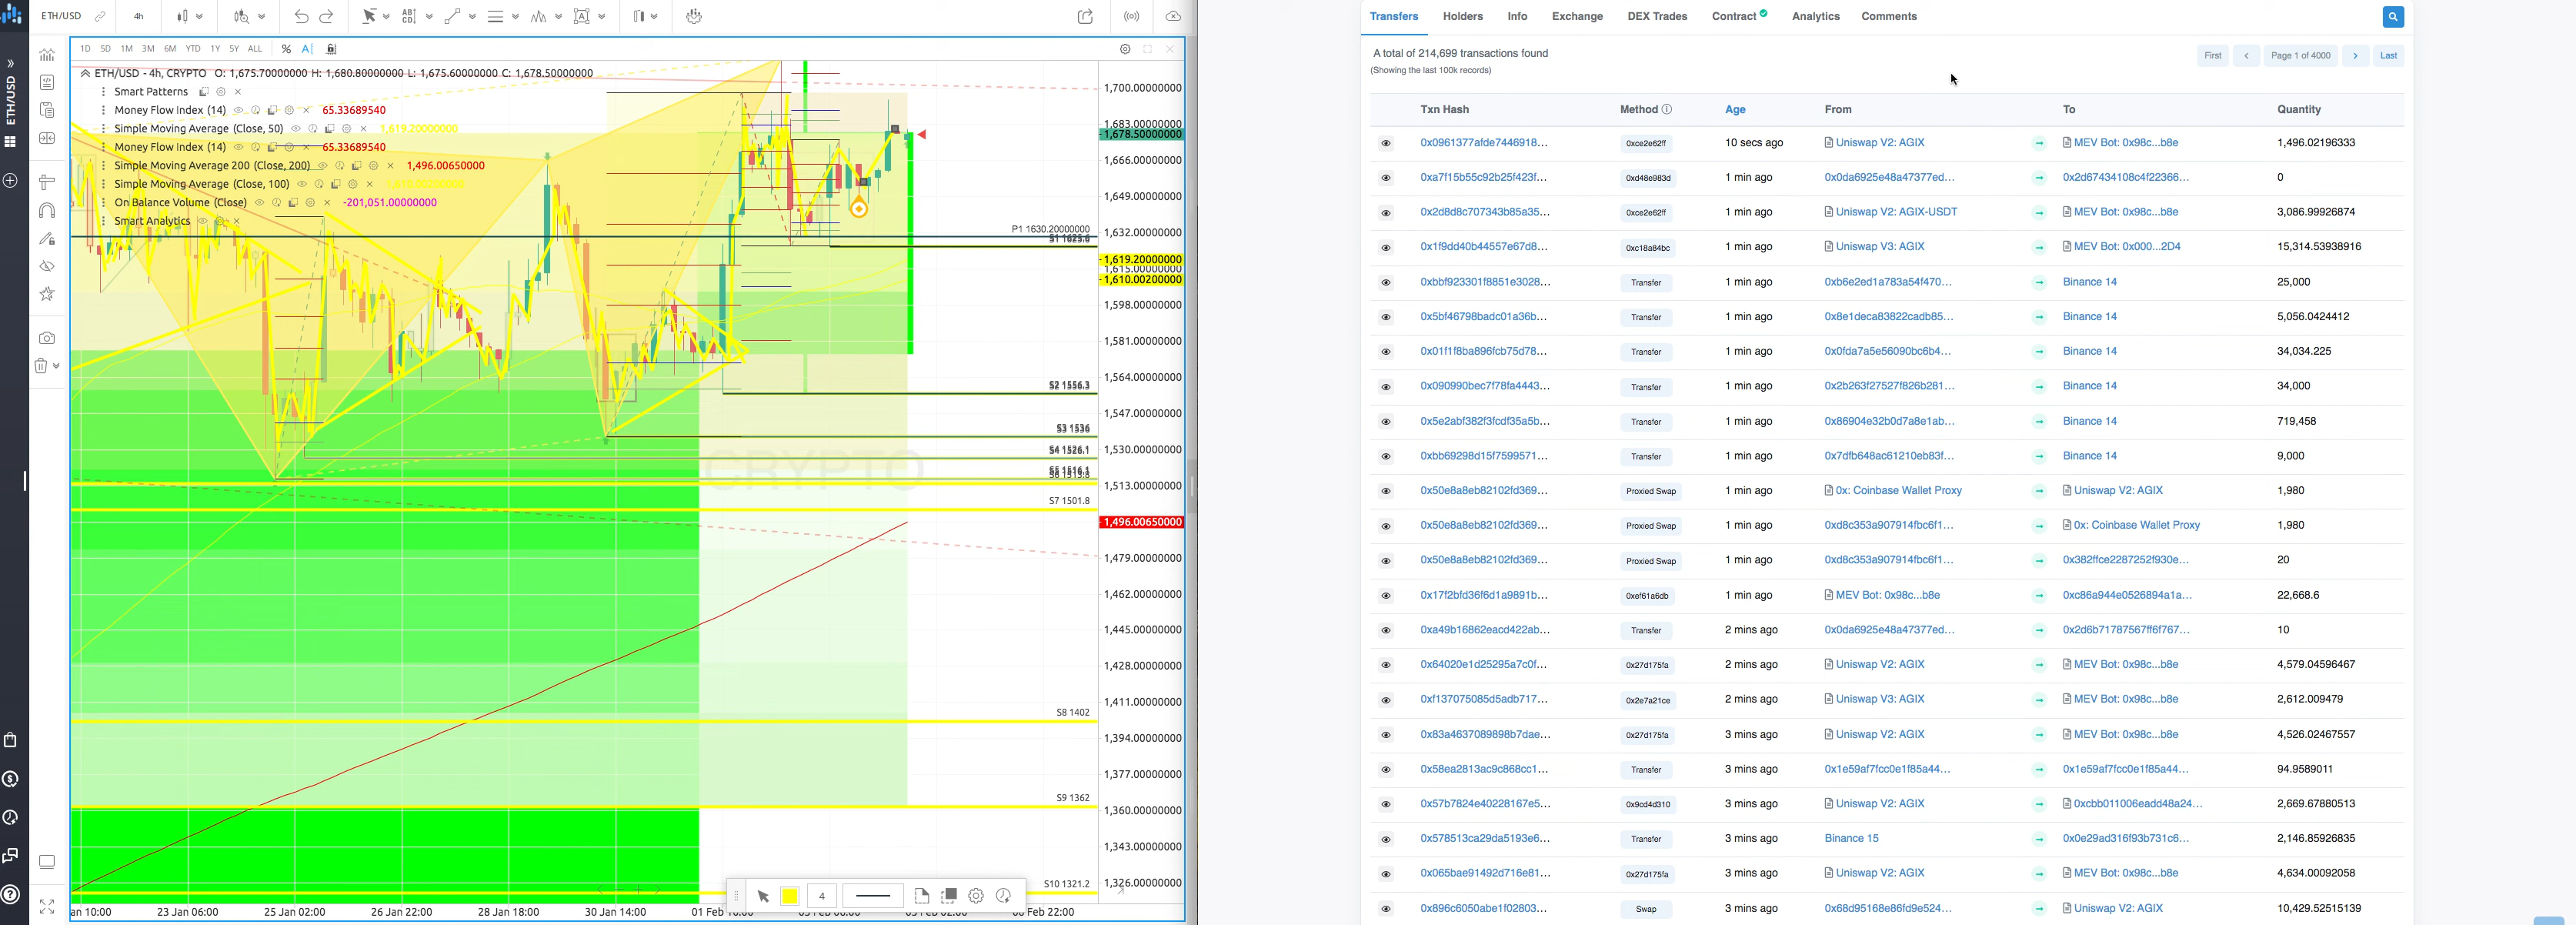 ETH/USD 4h
1D 5D 1M 3M 6M YTD 1Y 5Y ALL %
ETH/USD
ETH/USD - 4h, CRYPTO O: 1,675.70000000 H: 1,680.80000000 L: 1,675.60000000 C: 1,678.50000000
Smart Patterns
Money Flow Index (14) 65.33689540
Simple Moving Average (Close, 50) 1,619.20000000
Money Flow Index (14) 65.33689540
Simple Moving Average 200 (Close, 200) 1,496.00650000
Simple Moving Average (Close, 100)
On Balance Volume (Close) -201,051.00000000
Smart Analytics
1,700.00000000
1,683.00000000
1,678.50000000
1,666.00000000
1,649.00000000
P1 1630.20000000
1,632.00000000
1,619.20000000
1,615.00000000
1,610.00200000
1,598.00000000
1,581.00000000
1,564.00000000
S2 1556.3
1,547.00000000
S3 1536
1,530.00000000
S4 1526.1
1,513.00000000
S7 1501.8
1,496.00650000
CRYPTO
1,479.00000000
1,462.00000000
1,445.00000000
1,428.00000000
1,411.00000000
S8 1402
1,394.00000000
1,377.00000000
S9 1362
1,360.00000000
1,343.00000000
S10 1321.2
1,326.00000000
4
an 10:00 23 Jan 06:00 25 Jan 02:00 26 Jan 22:00 28 Jan 18:00 30 Jan 14:00 01 Feb Feb 22:00
Transfers Holders Info Exchange DEX Trades Contract Analytics Comments
A total of 214,699 transactions found
(Showing the last 100k records)
First < Page 1 of 4000 > Last
Txn Hash Method Age From To Quantity
0x0961377afde7446918... 0xce2e62ff 10 secs ago Uniswap V2: AGIX MEV Bot: 0x98c...b8e 1,496.02196333
0xa7f15b55c92b25f423f... 0xd48e983d 1 min ago 0x0da6925e48a47377ed... 0x2d67434108c4f22366... 0
0x2d8d8c707343b85a35... 0xce2e62ff 1 min ago Uniswap V2: AGIX-USDT MEV Bot: 0x98c...b8e 3,086.99926874
0x1f9dd40b44557e67d8... 0xc18a84bc 1 min ago Uniswap V3: AGIX MEV Bot: 0x000...2D4 15,314.53938916
0xbbf923301f8851e3028... Transfer 1 min ago 0xb6e2ed1a783a54f470... Binance 14 25,000
0x5bf46798badc01a36b... Transfer 1 min ago 0x8e1deca83822cadb85... Binance 14 5,056.0424412
0x01f1f8ba896fcb75d78... Transfer 1 min ago 0x0fda7a5e56090bc6b4... Binance 14 34,034.225
0x090990bec7f78fa4443... Transfer 1 min ago 0x2b263f27527f826b281... Binance 14 34,000
0x5e2abf382f3fcdf35a5b... Transfer 1 min ago 0x86904e32b0d7a8e1ab... Binance 14 719,458
0xbb69298d15f7599571... Transfer 1 min ago 0x7dfb648ac61210eb83f... Binance 14 9,000
0x50e8a8eb82102fd369... Proxied Swap 1 min ago 0x: Coinbase Wallet Proxy Uniswap V2: AGIX 1,980
0x50e8a8eb82102fd369... Proxied Swap 1 min ago 0xd8c353a907914fbc6f1... 0x: Coinbase Wallet Proxy 1,980
0x50e8a8eb82102fd369... Proxied Swap 1 min ago 0xd8c353a907914fbc6f1... 0x382ffce2287252f930e... 20
0x17f2bfd36f6d1a9891b... 0xef61a6db 1 min ago MEV Bot: 0x98c...b8e 0xc86a944e0526894a1a... 22,668.6
0xa49b16862eacd422ab... Transfer 2 mins ago 0x0da6925e48a47377ed... 0x2d6b71787567ff6f767... 10
0x64020e1d25295a7c0f... 0x27d175fa 2 mins ago Uniswap V2: AGIX MEV Bot: 0x98c...b8e 4,579.04596467
0xf137075085d5adb717... 0x2e7a21ce 2 mins ago Uniswap V3: AGIX MEV Bot: 0x98c...b8e 2,612.009479
0x83a4637089898b7dae... 0x27d175fa 3 mins ago Uniswap V2: AGIX MEV Bot: 0x98c...b8e 4,526.02467557
0x58ea2813ac9c868cc1... Transfer 3 mins ago 0x1e59af7fcc0e1f85a44... 0x1e59af7fcc0e1f85a44... 94.9589011
0x57b7824e40228167e5... 0x9cd4d310 3 mins ago Uniswap V2: AGIX 0xcbb011006eadd48a24... 2,669.67880513
0x578513ca29da5193e6... Transfer 3 mins ago Binance 15 0x0e29ad316f93b731c6... 2,146.85926835
0x065bae91492d716e81... 0x27d175fa 3 mins ago Uniswap V2: AGIX MEV Bot: 0x98c...b8e 4,634.00092058
0x896c6050abe1f02803... Swap 3 mins ago 0x68d95168e86fd9e524... Uniswap V2: AGIX 10,429.52515139